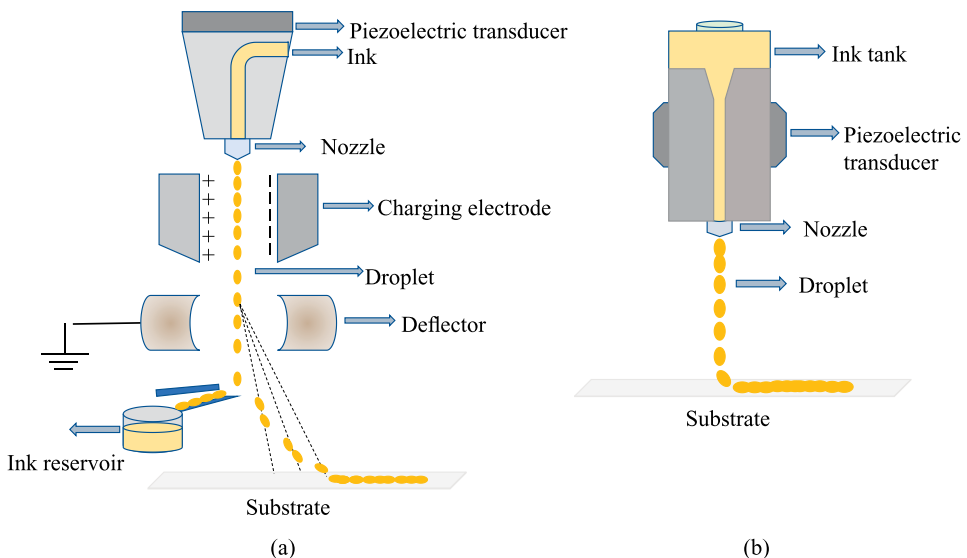 Piezoelectric transducer
Ink
Nozzle
Charging electrode
Droplet
Deflector
Ink reservoir
Substrate
(a)
Ink tank
Piezoelectric
transducer
Nozzle
Droplet
Substrate
(b)